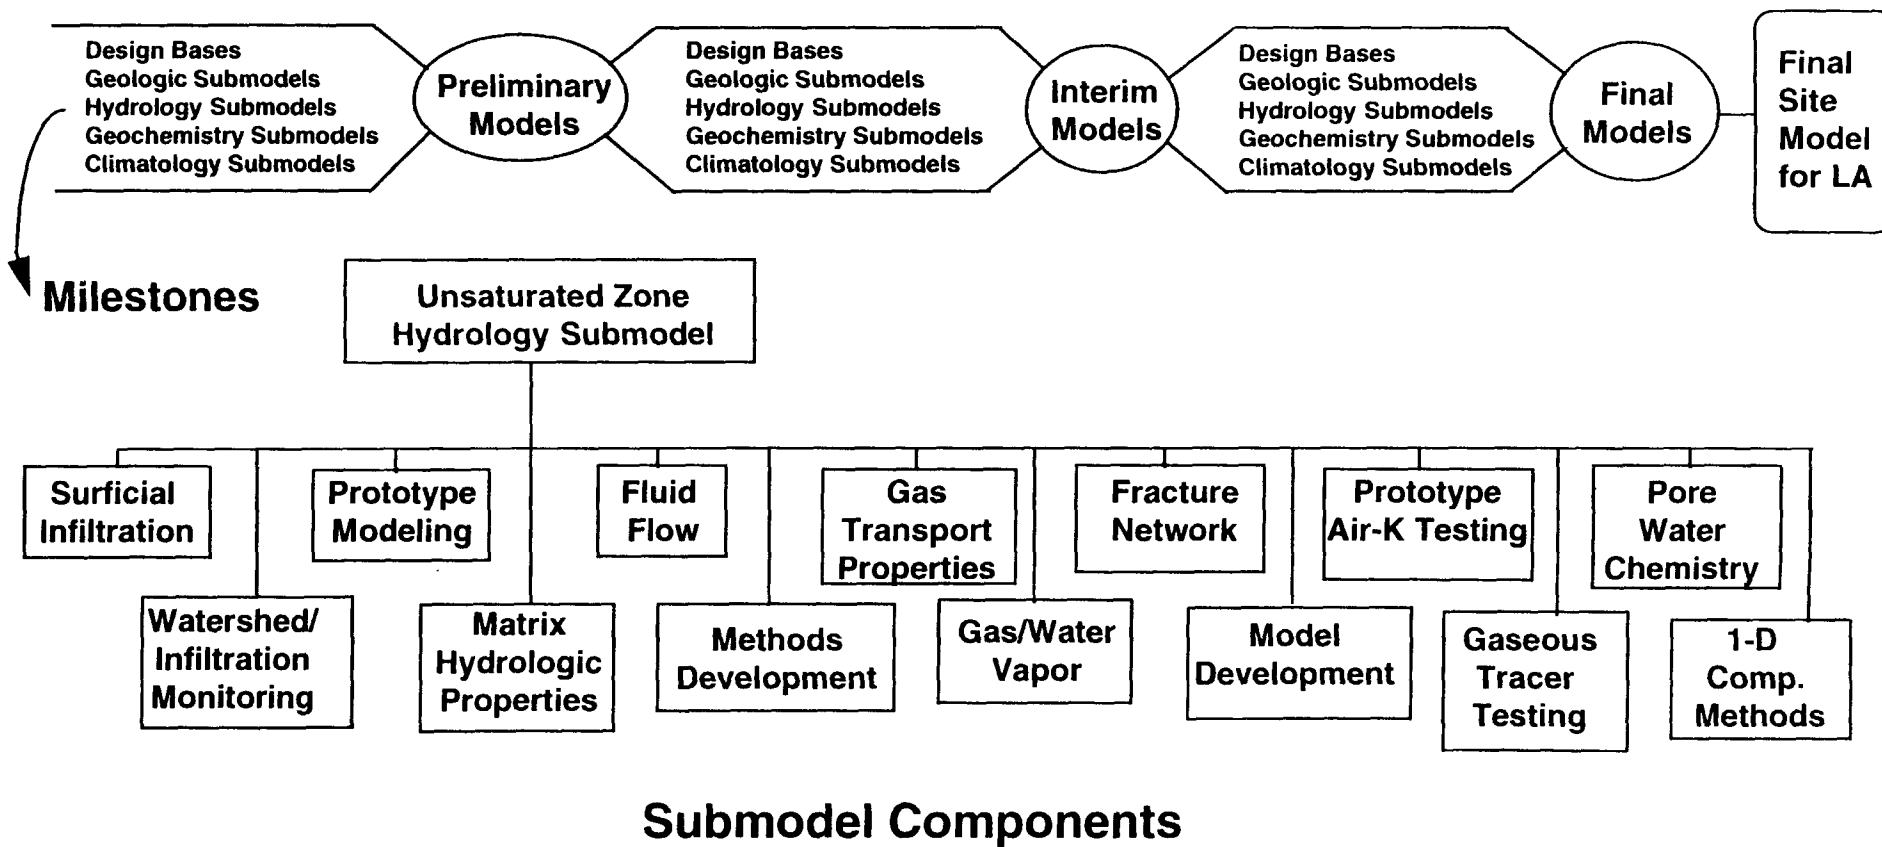 Design Bases
Geologic Submodels
Hydrology Submodels
Geochemistry Submodels
Climatology Submodels
Preliminary
Models
Design Bases
Geologic Submodels
Hydrology Submodels
Geochemistry Submodels
Climatology Submodels
Interim
Models
Design Bases
Geologic Submodels
Hydrology Submodels
Geochemistry Submodels
Climatology Submodels
Final
Models
Final
Site
Model
for LA
Milestones
Unsaturated Zone
Hydrology Submodel
Surficial
Infiltration
Prototype
Modeling
Fluid
Flow
Gas
Transport
Properties
Fracture
Network
Prototype
Air-K Testing
Pore
Water
Chemistry
Watershed/
Infiltration
Monitoring
Matrix
Hydrologic
Properties
Methods
Development
Gas/Water
Vapor
Model
Development
Gaseous
Tracer
Testing
1-D
Comp.
Methods
Submodel Components